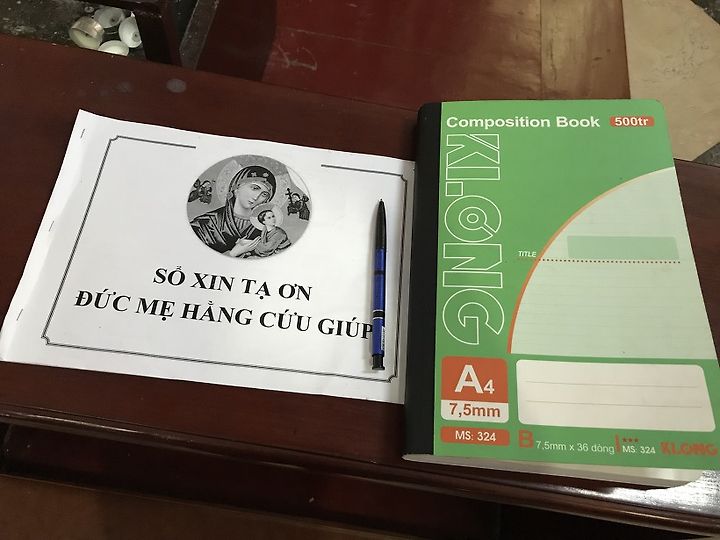 SỔ XIN TẠ ƠN
ĐỨC MẸ HẰNG CỨU GIÚP
Composition Book 500tr
KLONG
TITLE
A4
7,5mm
MS: 324
B 7,5mm x 36 dòng MS: 324 KLONG